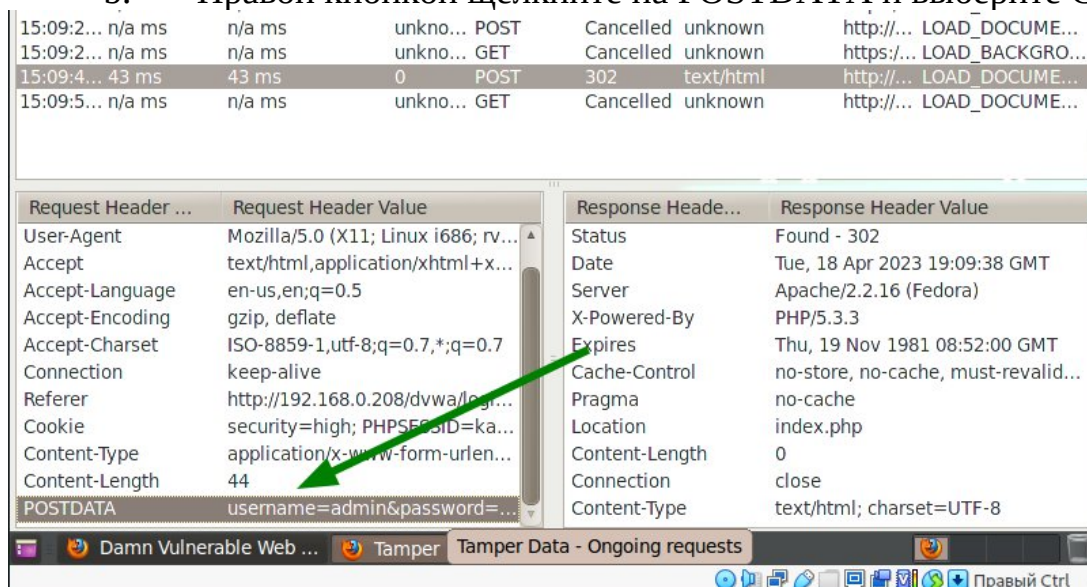 Правой кнопкой щелкните на POSTDATA и выберите
15:09:2... n/a ms n/a ms unkno... POST Cancelled unknown http://... LOAD_DOCUME...
15:09:2... n/a ms n/a ms unkno... GET Cancelled unknown https:/... LOAD_BACKGRO...
15:09:4... 43 ms 43 ms 0 POST 302 text/html http://... LOAD_DOCUME...
15:09:5... n/a ms n/a ms unkno... GET Cancelled unknown http://... LOAD_DOCUME...
Request Header ... Request Header Value Response Heade... Response Header Value
User-Agent Mozilla/5.0 (X11; Linux i686; rv... Status Found - 302
Accept text/html,application/xhtml+x... Date Tue, 18 Apr 2023 19:09:38 GMT
Accept-Language en-us,en;q=0.5 Server Apache/2.2.16 (Fedora)
Accept-Encoding gzip, deflate X-Powered-By PHP/5.3.3
Accept-Charset ISO-8859-1,utf-8;q=0.7,*;q=0.7 Expires Thu, 19 Nov 1981 08:52:00 GMT
Connection keep-alive Cache-Control no-store, no-cache, must-revalid...
Referer http://192.168.0.208/dvwa/logi... Pragma no-cache
Cookie security=high; PHPSESSID=ka... Location index.php
Content-Type application/x-www-form-urlen... Content-Length 0
Content-Length 44 Connection close
POSTDATA username=admin&password=... Content-Type text/html; charset=UTF-8
Damn Vulnerable Web ... Tamper Tamper Data - Ongoing requests
Правый Ctrl